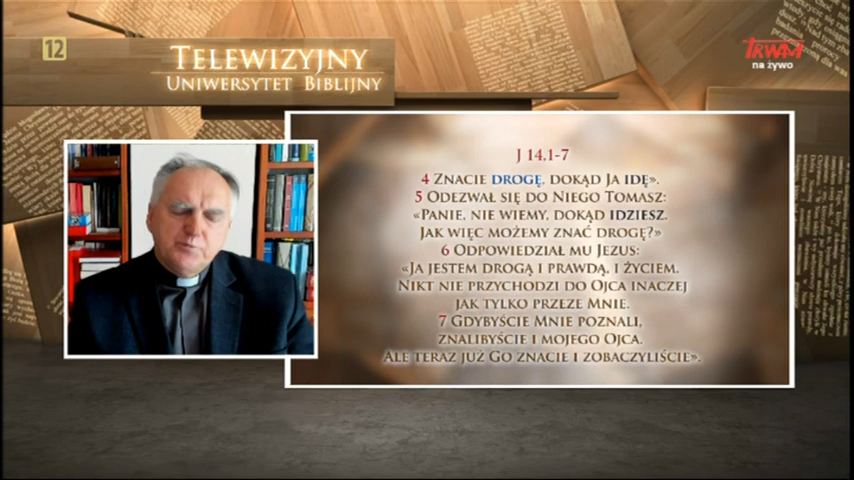 12
TELEWIZYJNY
UNIWERSYTET BIBLIJNY
TRWAM
na żywo
J 14,1-7
4 ZNACIE DROGĘ, DOKĄD JA IDĘ».
5 ODEZWAŁ SIĘ DO NIEGO TOMASZ:
«PANIE, NIE WIEMY, DOKĄD IDZIESZ.
JAK WIĘC MOŻEMY ZNAĆ DROGĘ?»
6 ODPOWIEDZIAŁ MU JEZUS:
«JA JESTEM DROGĄ I PRAWDĄ, I ŻYCIEM.
NIKT NIE PRZYCHODZI DO OJCA INACZEJ
JAK TYLKO PRZEZE MNIE.
7 GDYBYŚCIE MNIE POZNALI,
ZNALIBYŚCIE I MOJEGO OJCA.
ALE TERAZ JUŻ GO ZNACIE I ZOBACZYLIŚCIE».